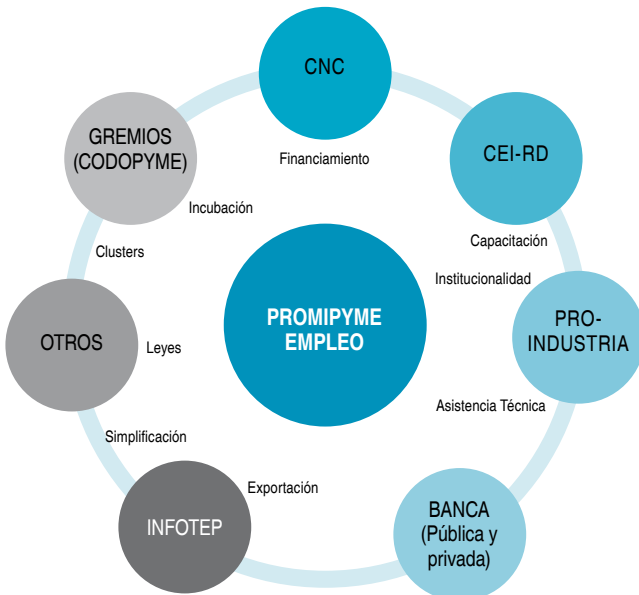 CNC
GREMIOS
(CODOPYME)
CEI-RD
Financiamiento
Incubación
Capacitación
Clusters
Institucionalidad
PROMIPYME
EMPLEO
PRO-
INDUSTRIA
OTROS
Leyes
Asistencia Técnica
Simplificación
Exportación
INFOTEP
BANCA
(Pública y
privada)